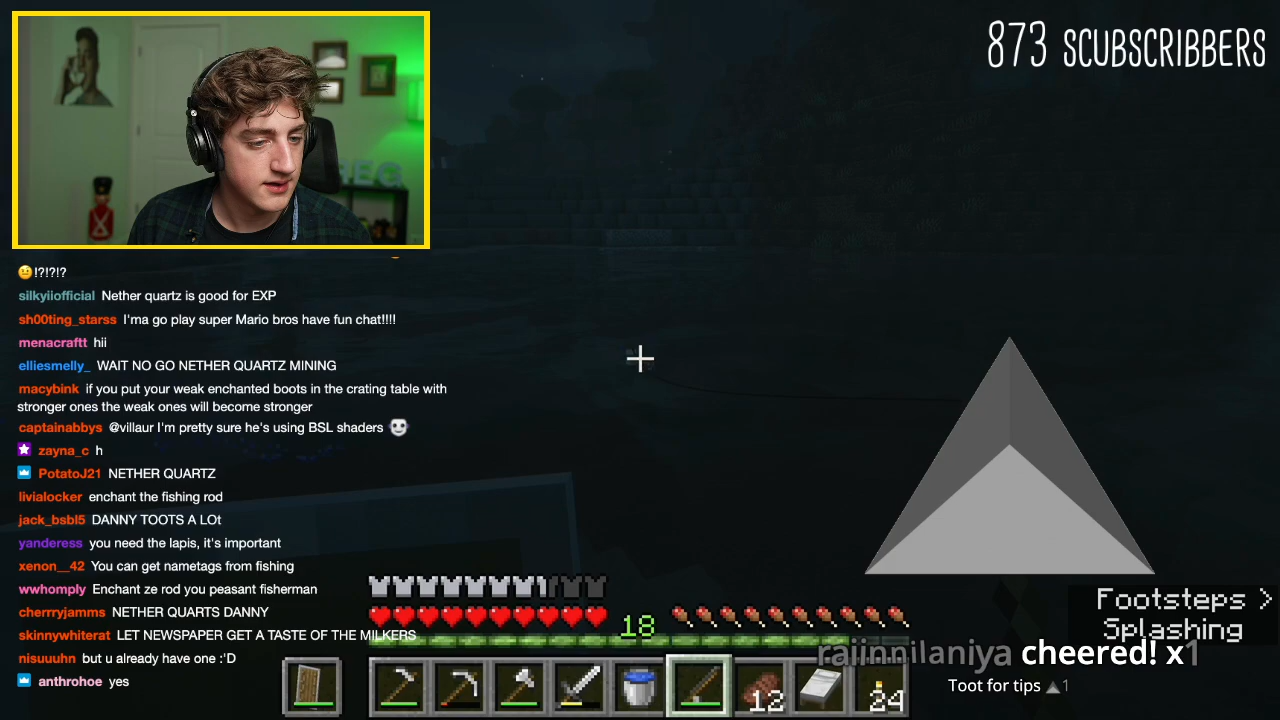 873 SCUBSCRIBBERS
!?!?!?
silkyiiofficial Nether quartz is good for EXP
sh00ting_starss I'ma go play super Mario bros have fun chat!!!!
menacraftt hii
elliesmelly_ WAIT NO GO NETHER QUARTZ MINING
macybink if you put your weak enchanted boots in the crating table with
stronger ones the weak ones will become stronger
captainabbys @villaur I'm pretty sure he's using BSL shaders
zayna_c h
PotatoJ21 NETHER QUARTZ
livialocker enchant the fishing rod
jack_bsbl5 DANNY TOOTS A LOt
yanderess you need the lapis, it's important
xenon__42 You can get nametags from fishing
wwhomply Enchant ze rod you peasant fisherman
cherrryjamms NETHER QUARTS DANNY
skinnywhiterat LET NEWSPAPER GET A TASTE OF THE MILKERS
nisuuuhn but u already have one :'D
anthrohoe yes
18
12
24
Footsteps >
Splashing
rajinnilaniya cheered! x1
Toot for tips 1